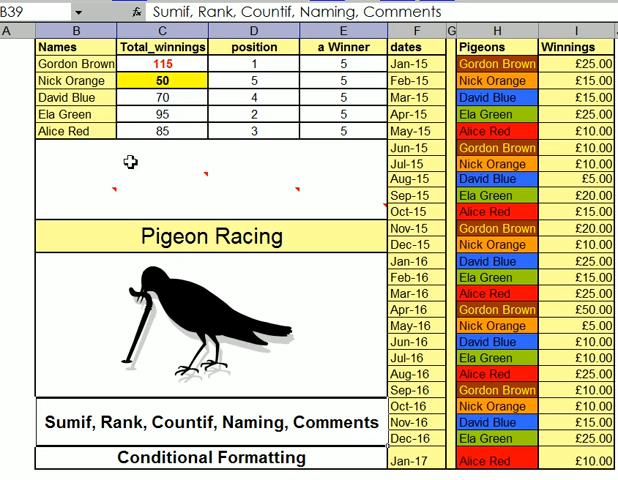 B39 fx Sumif, Rank, Countif, Naming, Comments
A B C D E F G H I
Names Total_winnings position a Winner dates Pigeons Winnings
Gordon Brown 115 1 5 Jan-15 Gordon Brown £25.00
Nick Orange 50 5 5 Feb-15 Nick Orange £15.00
David Blue 70 4 5 Mar-15 David Blue £15.00
Ela Green 95 2 5 Apr-15 Ela Green £25.00
Alice Red 85 3 5 May-15 Alice Red £10.00
Jun-15 Gordon Brown £10.00
Jul-15 Nick Orange £10.00
Aug-15 David Blue £5.00
Sep-15 Ela Green £20.00
Oct-15 Alice Red £15.00
Pigeon Racing
Nov-15 Gordon Brown £20.00
Dec-15 Nick Orange £10.00
Jan-16 David Blue £25.00
Feb-16 Ela Green £15.00
Mar-16 Alice Red £25.00
Apr-16 Gordon Brown £50.00
May-16 Nick Orange £5.00
Jun-16 David Blue £10.00
Jul-16 Ela Green £10.00
Aug-16 Alice Red £25.00
Sep-16 Gordon Brown £10.00
Sumif, Rank, Countif, Naming, Comments
Oct-16 Nick Orange £10.00
Nov-16 David Blue £15.00
Dec-16 Ela Green £25.00
Conditional Formatting
Jan-17 Alice Red £10.00